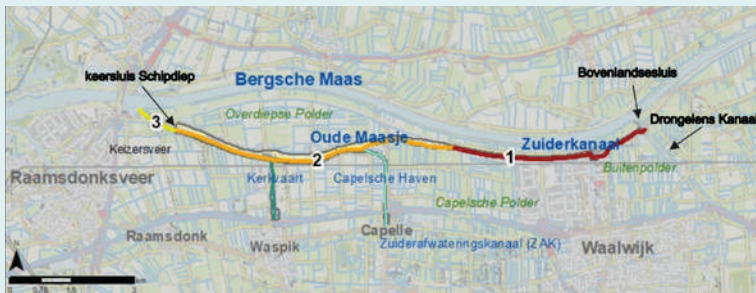 keersluis Schipdiep
Bergsche Maas
Bovenlandsesluis
Overdiepse Polder
Drongelens Kanaal
3
Oude Maasje
Zuiderkanaal
Keizersveer
2
1
Raamsdonksveer
Kerkvaart
Capelsche Haven
Buitenpolder
Capelsche Polder
Raamsdonk
Waspik
Capelle
Zuiderafwateringskanaal (ZAK)
Waalwijk
N
0